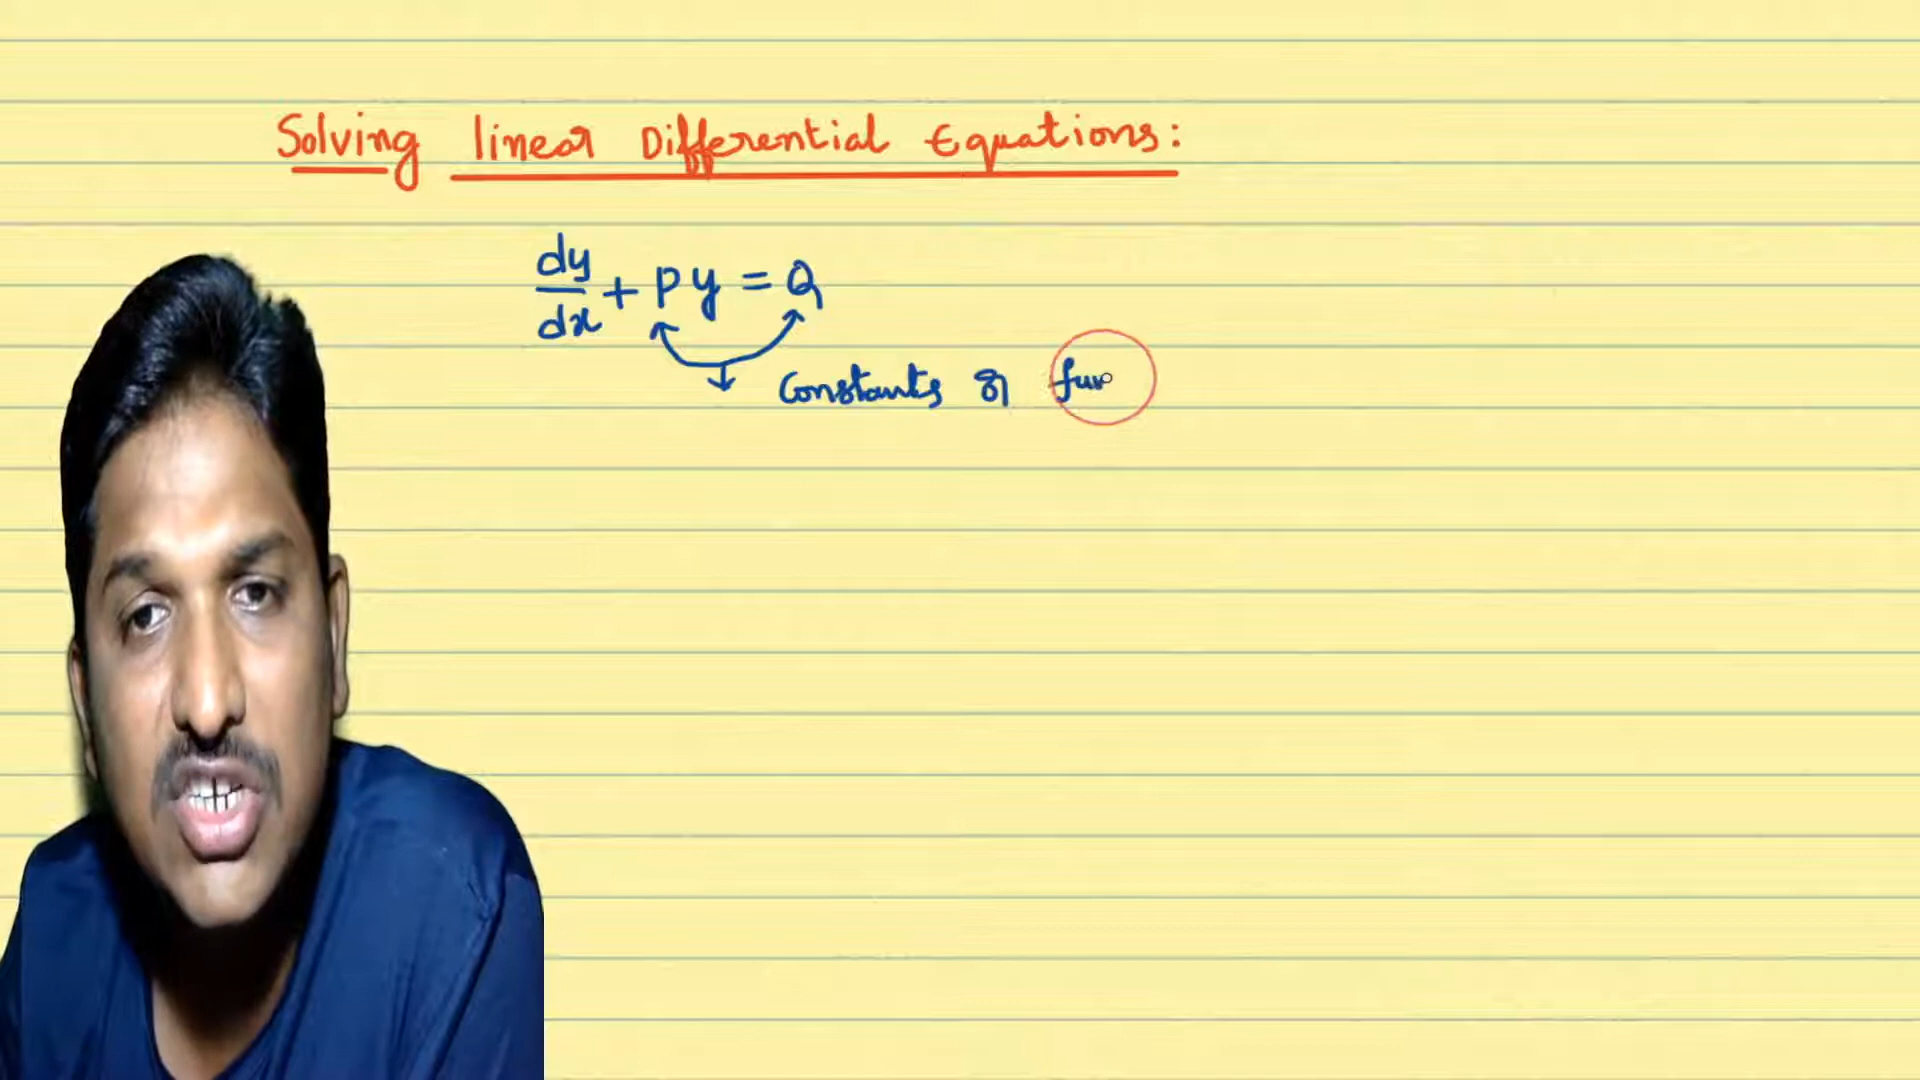 Solving linear Differential Equations:
dy/dx + py = Q
Constants or fun